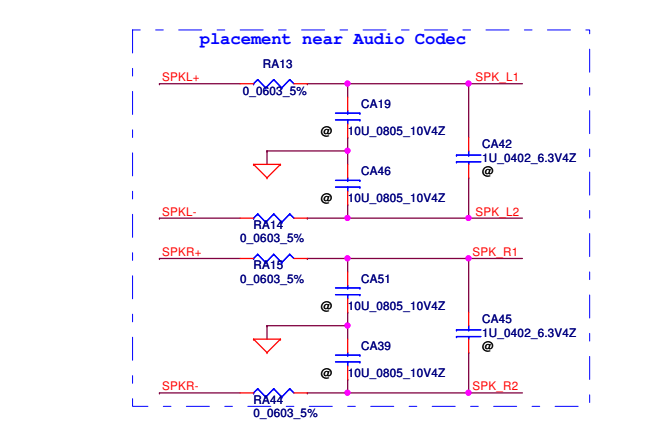 placement near Audio Codec
RA13
SPKL+
SPK_L1
0_0603_5%
CA19
@
10U_0805_10V4Z
CA42
1U_0402_6.3V4Z
@
CA46
@
10U_0805_10V4Z
SPKL-
SPK_L2
RA14
0_0603_5%
SPKR+
SPK_R1
RA15
0_0603_5%
CA51
@
10U_0805_10V4Z
CA45
1U_0402_6.3V4Z
@
CA39
@
10U_0805_10V4Z
SPKR-
SPK_R2
RA44
0_0603_5%